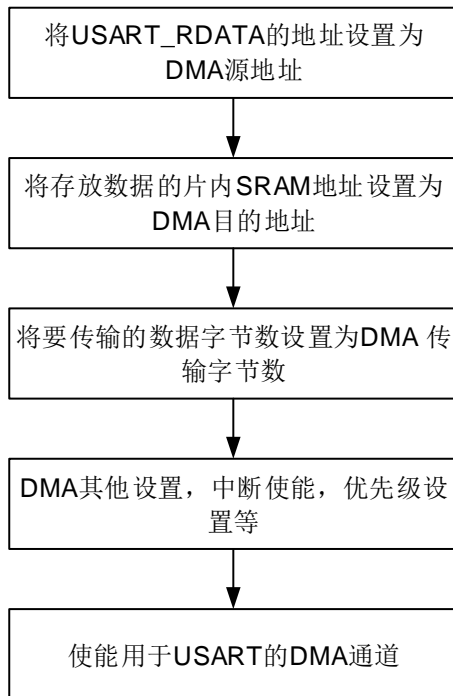 将USART_RDATA的地址设置为
DMA源地址
将存放数据的片内SRAM地址设置为
DMA目的地址
将要传输的数据字节数设置为DMA 传
输字节数
DMA其他设置，中断使能，优先级设
置等
使能用于USART的DMA通道